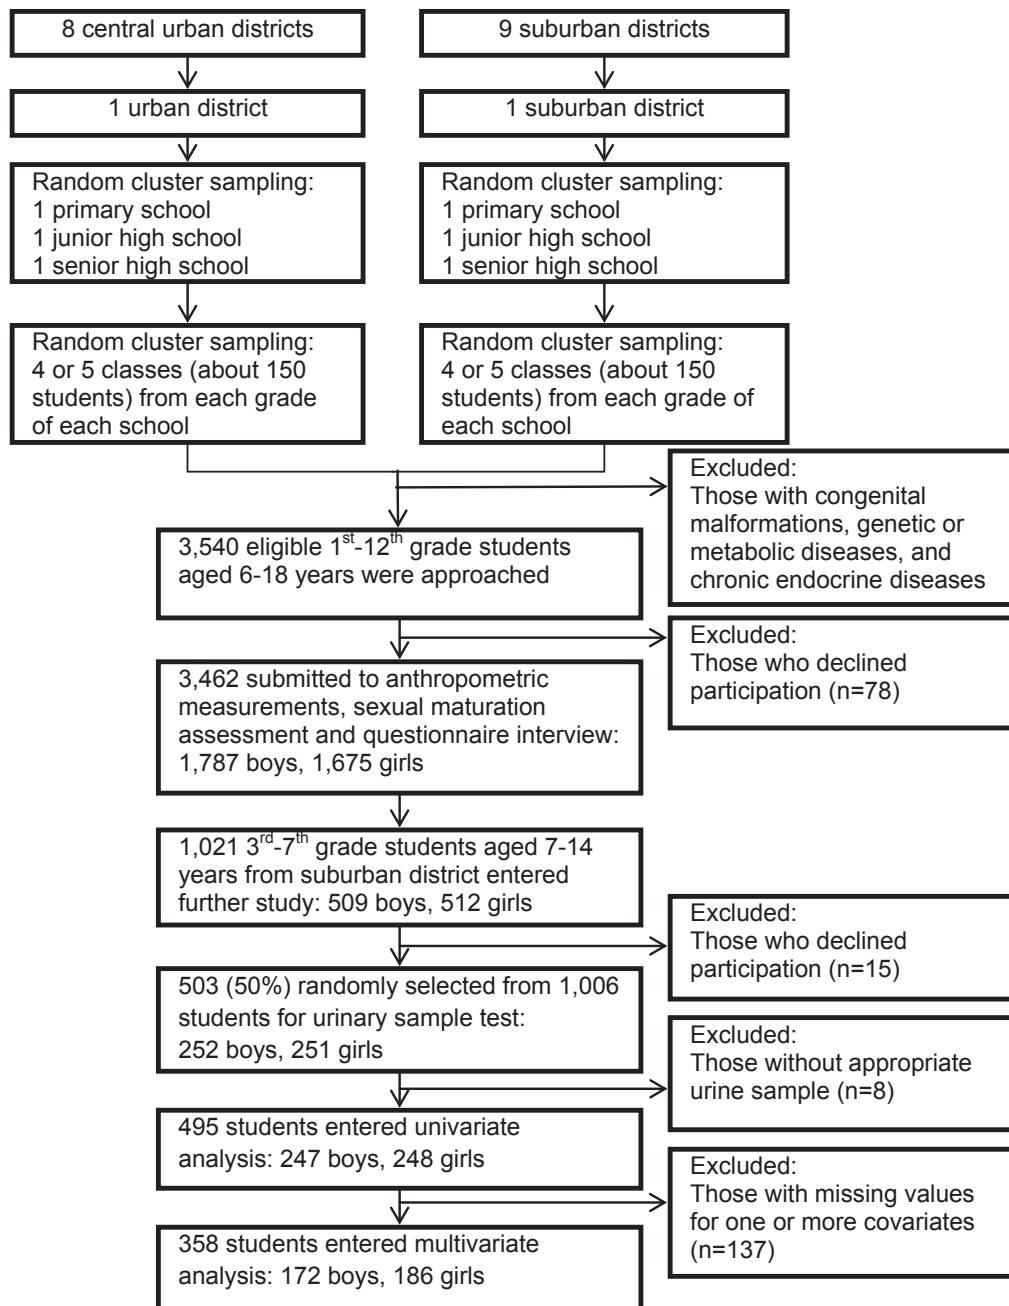 8 central urban districts
9 suburban districts
1 urban district
1 suburban district
Random cluster sampling:
1 primary school
1 junior high school
1 senior high school
Random cluster sampling:
1 primary school
1 junior high school
1 senior high school
Random cluster sampling:
4 or 5 classes (about 150
students) from each grade
of each school
Random cluster sampling:
4 or 5 classes (about 150
students) from each grade of
each school
Excluded:
Those with congenital
malformations, genetic or
metabolic diseases, and
chronic endocrine diseases
3,540 eligible 1st-12th grade students
aged 6-18 years were approached
Excluded:
Those who declined
participation (n=78)
3,462 submitted to anthropometric
measurements, sexual maturation
assessment and questionnaire interview:
1,787 boys, 1,675 girls
1,021 3rd-7th grade students aged 7-14
years from suburban district entered
further study: 509 boys, 512 girls
Excluded:
Those who declined
participation (n=15)
503 (50%) randomly selected from 1,006
students for urinary sample test:
252 boys, 251 girls
Excluded:
Those without appropriate
urine sample (n=8)
495 students entered univariate
analysis: 247 boys, 248 girls
Excluded:
Those with missing values
for one or more covariates
(n=137)
358 students entered multivariate
analysis: 172 boys, 186 girls